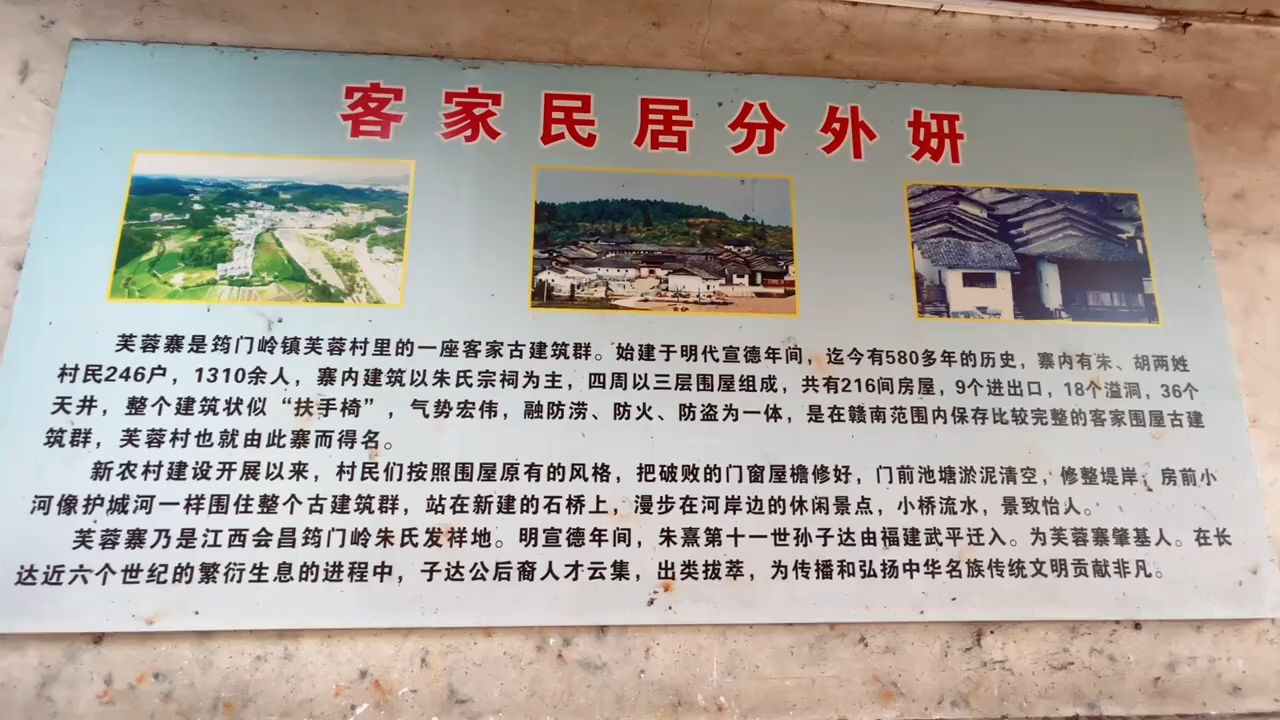 客家民居分外妍
芙蓉寨是筠门岭镇芙蓉村里的一座客家古建筑群。始建于明代宣德年间，迄今有580多年的历史，寨内有朱、胡两姓
村民246户，1310余人，寨内建筑以朱氏宗祠为主，四周以三层围屋组成，共有216间房屋，9个进出口，18个溢洞，36个
天井，整个建筑状似“扶手椅”，气势宏伟，融防涝、防火、防盗为一体，是在赣南范围内保存比较完整的客家围屋古建
筑群，芙蓉村也就由此寨而得名。
新农村建设开展以来，村民们按照围屋原有的风格，把破败的门窗屋檐修好，门前池塘淤泥清空，修整堤岸；房前小
河像护城河一样围住整个古建筑群，站在新建的石桥上，漫步在河岸边的休闲景点，小桥流水，景致怡人。
芙蓉寨乃是江西会昌筠门岭朱氏发祥地。明宣德年间，朱熹第十一世孙子达由福建武平迁入。为芙蓉寨肇基人。在长
达近六个世纪的繁衍生息的进程中，子达公后裔人才云集，出类拔萃，为传播和弘扬中华名族传统文明贡献非凡。